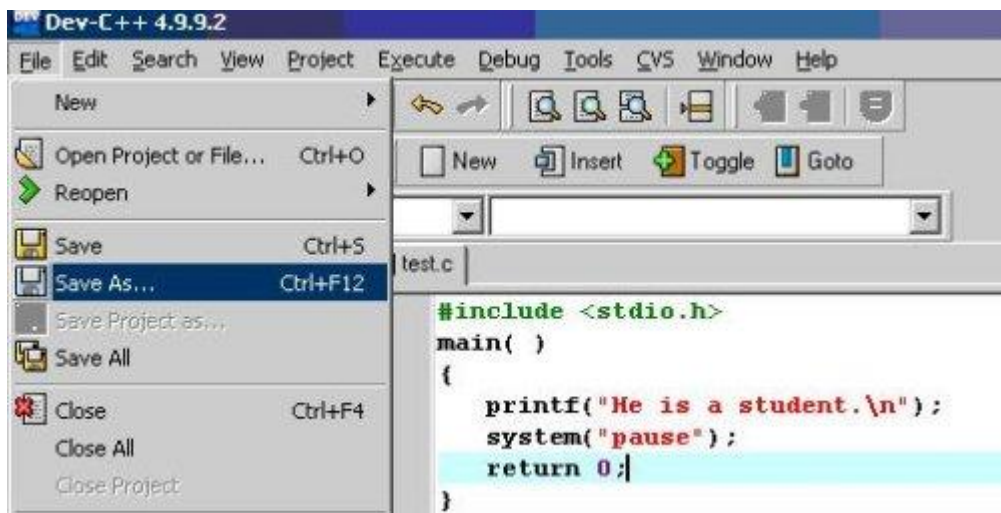 DEV Dev-C++ 4.9.9.2
File Edit Search View Project Execute Debug Tools CVS Window Help
New
Open Project or File... Ctrl+O
Reopen
Save Ctrl+S
Save As... Ctrl+F12
Save Project as...
Save All
Close Ctrl+F4
Close All
Close Project
New Insert Toggle Goto
test.c
#include <stdio.h>
main( )
{
printf("He is a student.\n");
system("pause");
return 0;
}